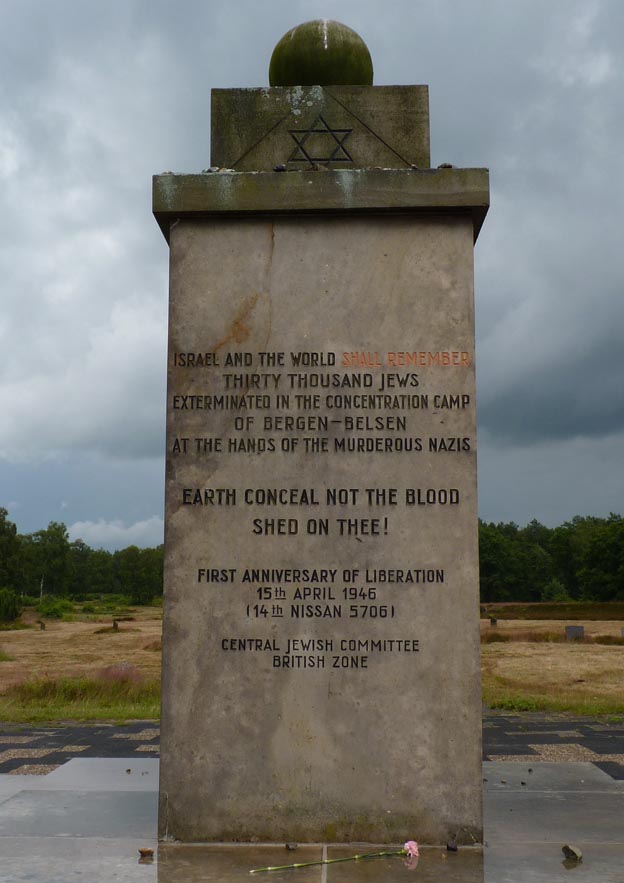 ISRAEL AND THE WORLD SHALL REMEMBER
THIRTY THOUSAND JEWS
EXTERMINATED IN THE CONCENTRATION CAMP
OF BERGEN-BELSEN
AT THE HANDS OF THE MURDEROUS NAZIS
EARTH CONCEAL NOT THE BLOOD
SHED ON THEE!
FIRST ANNIVERSARY OF LIBERATION
15th APRIL 1946
(14th NISSAN 5706)
CENTRAL JEWISH COMMITTEE
BRITISH ZONE